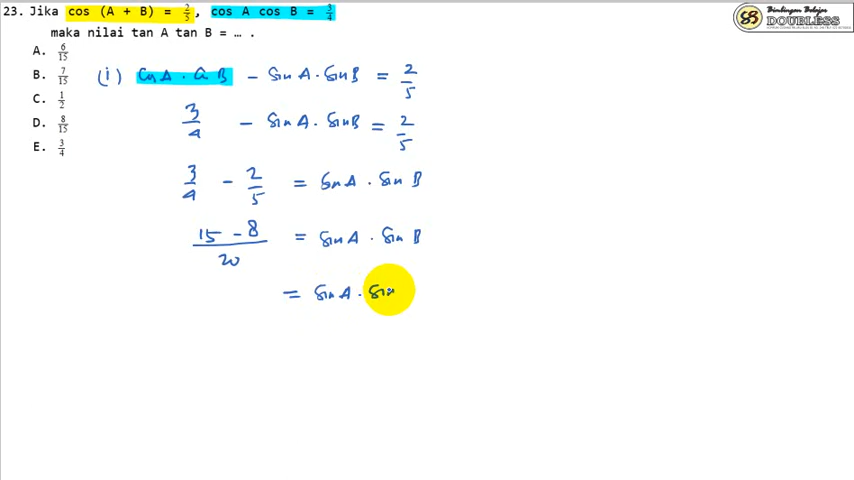 23. Jika cos (A + B) = 2/5, cos A cos B = 3/4
maka nilai tan A tan B = … .
A. 6/15
B. 7/15
C. 1/2
D. 8/15
E. 3/4
(i) cos A . cos B - sin A . sin B = 2/5
3/4 - sin A . sin B = 2/5
3/4 - 2/5 = sin A . sin B
15 - 8 / 20 = sin A . sin B
= sin A . sin
Bimbingan Belajar
DOUBLESS